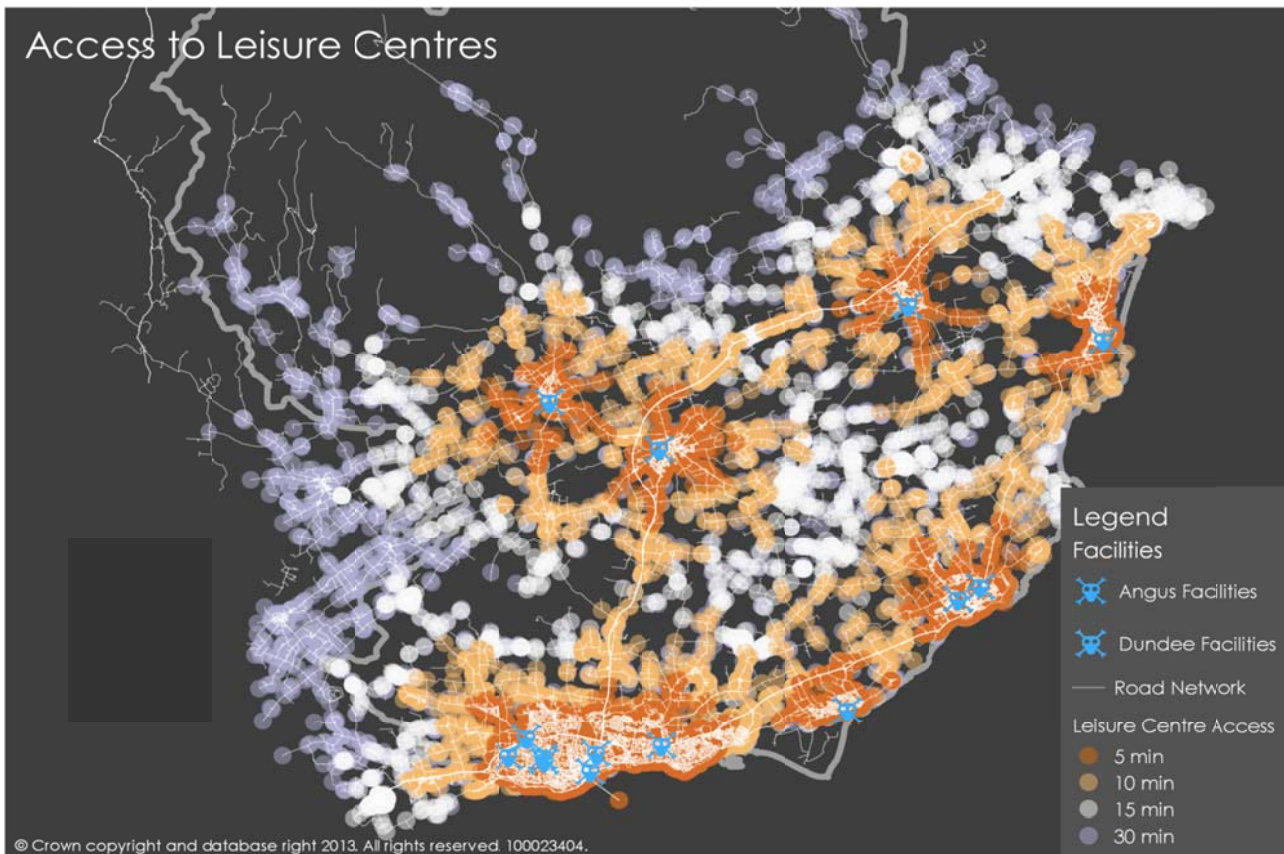 Access to Leisure Centres
Legend
Facilities
Angus Facilities
Dundee Facilities
Road Network
Leisure Centre Access
5 min
10 min
15 min
30 min
© Crown copyright and database right 2013. All rights reserved. 100023404.